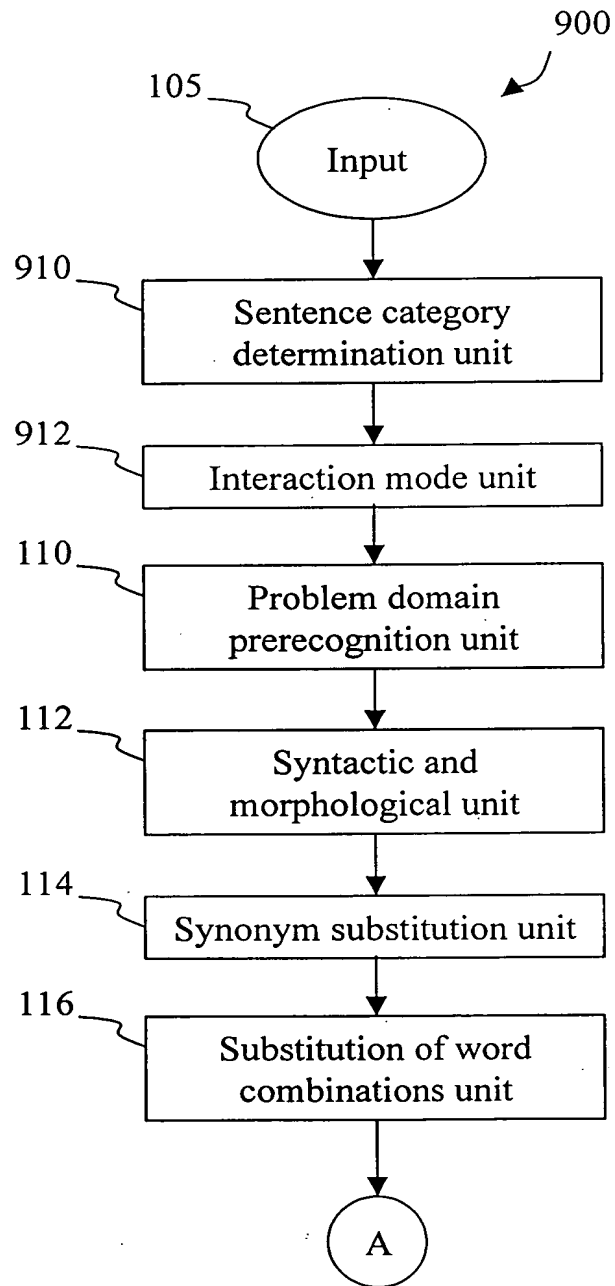 900
105
Input
910
Sentence category
determination unit
912
Interaction mode unit
110
Problem domain
prerecognition unit
112
Syntactic and
morphological unit
114
Synonym substitution unit
116
Substitution of word
combinations unit
A